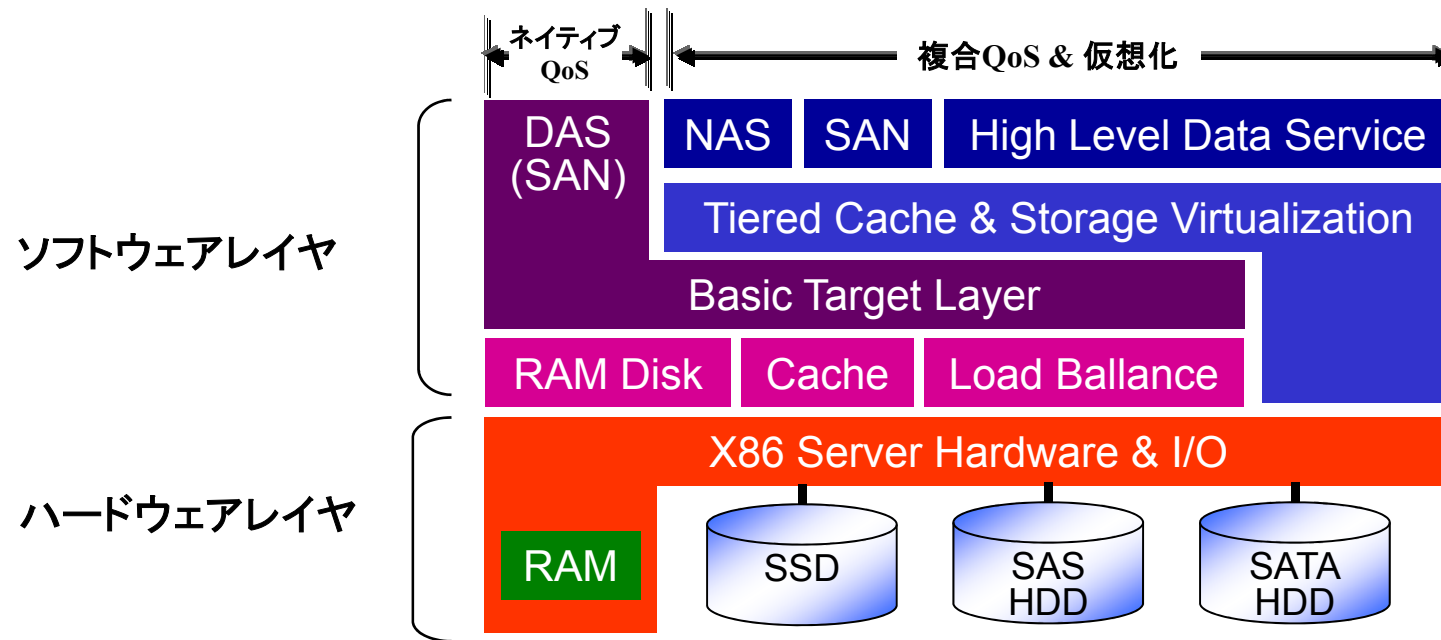 ネイティブ
QoS
複合QoS & 仮想化
DAS
(SAN)
NAS
SAN
High Level Data Service
Tiered Cache & Storage Virtualization
ソフトウェアレイヤ
Basic Target Layer
RAM Disk
Cache
Load Ballance
X86 Server Hardware & I/O
ハードウェアレイヤ
RAM
SSD
SAS
HDD
SATA
HDD